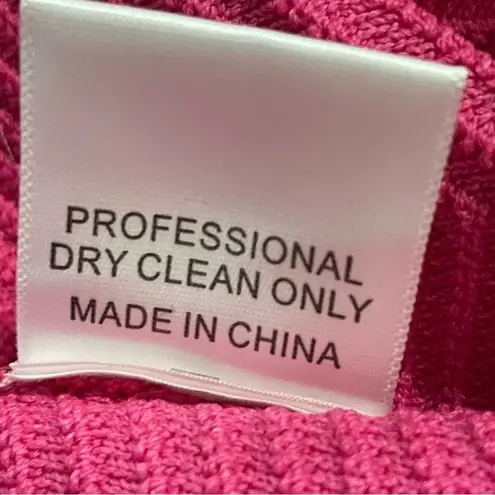 PROFESSIONAL
DRY CLEAN ONLY
MADE IN CHINA